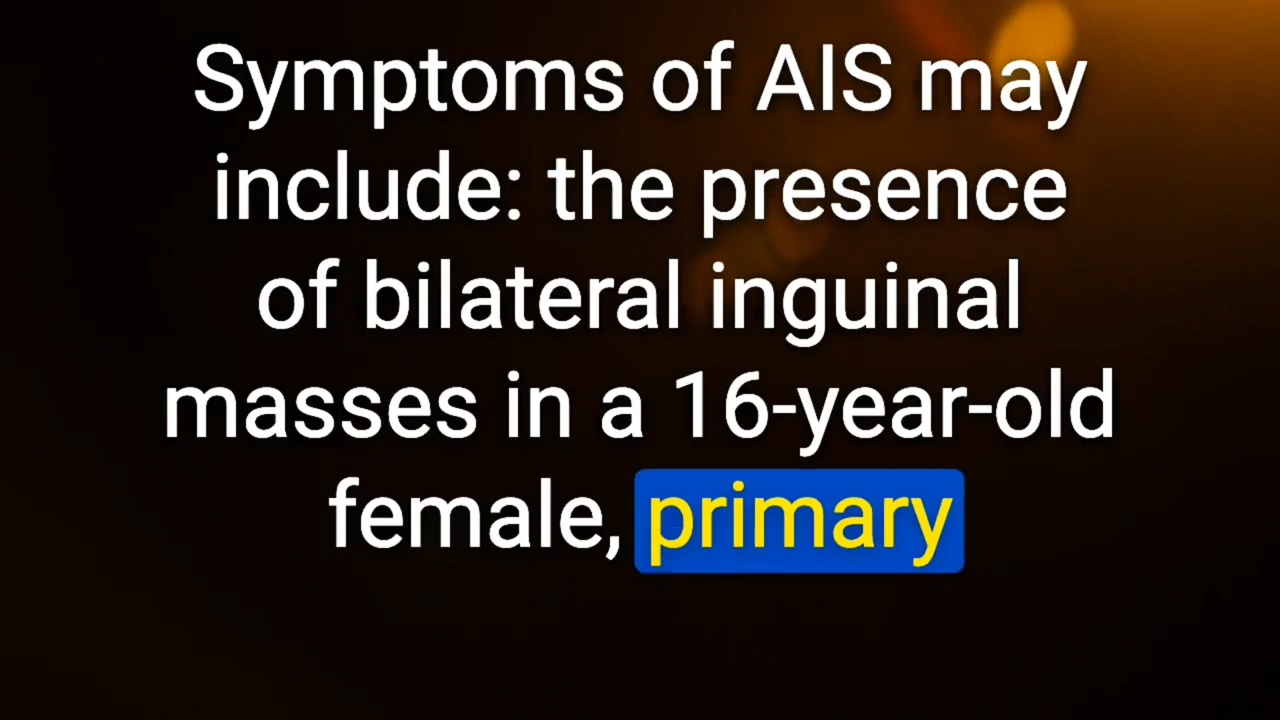 Symptoms of AIS may
include: the presence
of bilateral inguinal
masses in a 16-year-old
female, primary